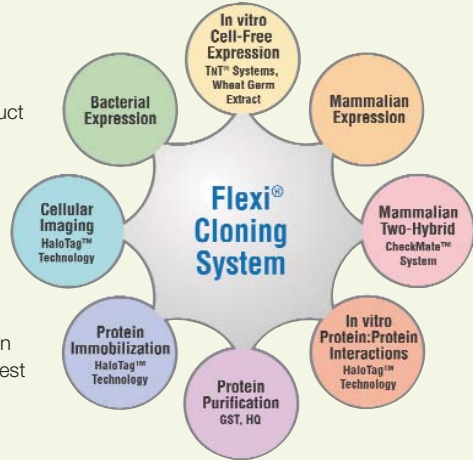 In vitro
Cell-Free
Expression
TNT® Systems,
Wheat Germ
Extract
Mammalian
Expression
Mammalian
Two-Hybrid
CheckMate™
System
In vitro
Protein:Protein
Interactions
HaloTag™
Technology
Protein
Purification
GST, HQ
Protein
Immobilization
HaloTag™
Technology
Cellular
Imaging
HaloTag™
Technology
Bacterial
Expression
Flexi®
Cloning
System